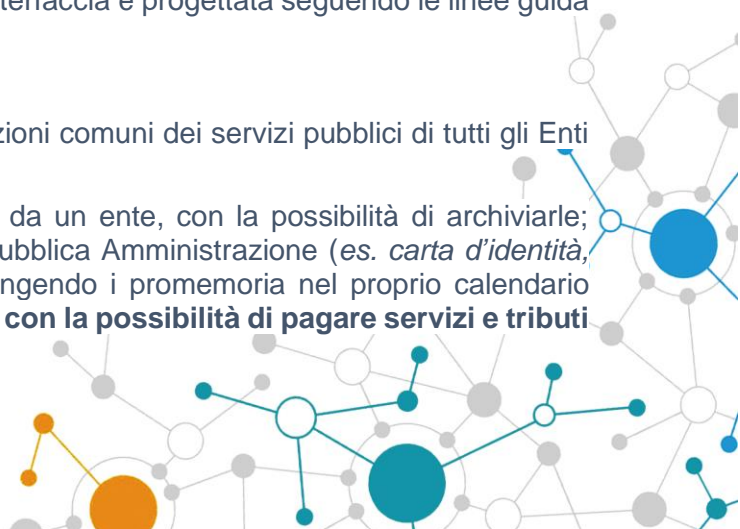 terfaccia è progettata seguendo le linee guida
zioni comuni dei servizi pubblici di tutti gli Enti
da un ente, con la possibilità di archiviarle;
ubblica Amministrazione (es. carta d’identità,
ngendo i promemoria nel proprio calendario
con la possibilità di pagare servizi e tributi